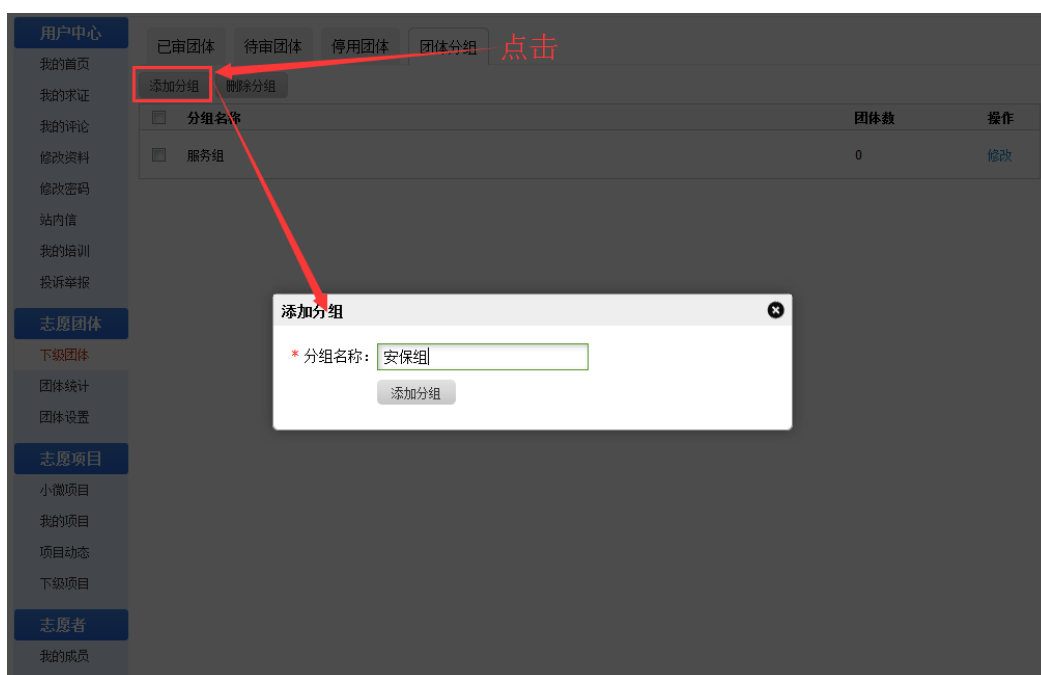 用户中心
我的首页
我的求证
我的评论
修改资料
修改密码
站内信
我的培训
投诉举报
志愿团体
下级团体
团体统计
团体设置
志愿项目
小微项目
我的项目
项目动态
下级项目
志愿者
我的成员
已审团体 待审团体 停用团体 团体分组 点击
添加分组 删除分组
分组名称 团体数 操作
服务组 0 修改
添加分组
* 分组名称: 安保组
添加分组